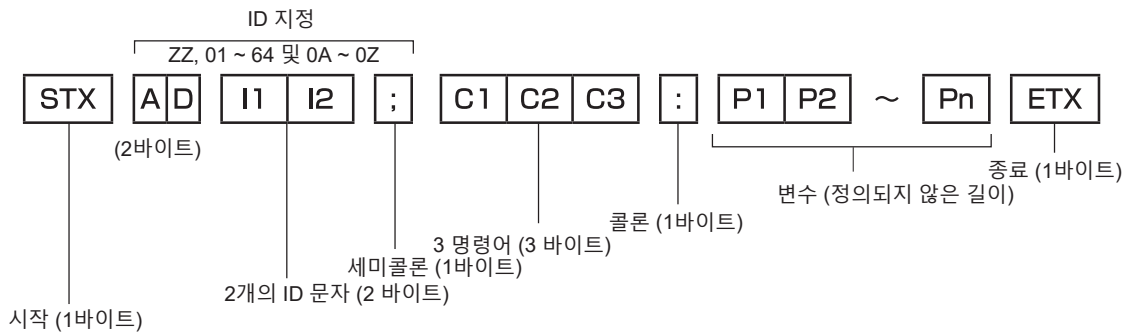 ID 지정
ZZ, 01 ~ 64 및 0A ~ 0Z
STX A D I1 I2 ; C1 C2 C3 : P1 P2 ~ Pn ETX
(2바이트)
종료 (1바이트)
변수 (정의되지 않은 길이)
콜론 (1바이트)
3 명령어 (3 바이트)
세미콜론 (1바이트)
2개의 ID 문자 (2 바이트)
시작 (1바이트)